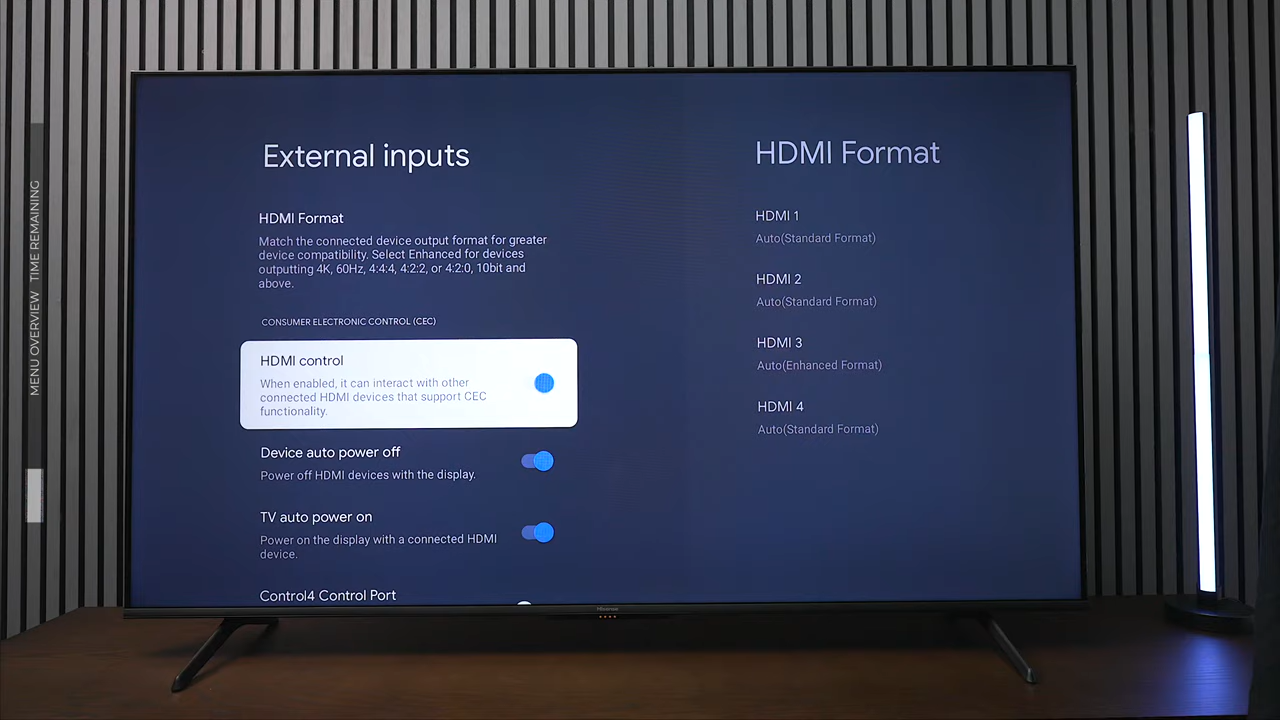 MENU OVERVIEW TIME REMAINING
External inputs
HDMI Format
Match the connected device output format for greater
device compatibility. Select Enhanced for devices
outputting 4K, 60Hz, 4:4:4, 4:2:2, or 4:2:0, 10bit and
above.
CONSUMER ELECTRONIC CONTROL (CEC)
HDMI control
When enabled, it can interact with other
connected HDMI devices that support CEC
functionality.
Device auto power off
Power off HDMI devices with the display.
TV auto power on
Power on the display with a connected HDMI
device.
Control4 Control Port
HDMI Format
HDMI 1
Auto(Standard Format)
HDMI 2
Auto(Standard Format)
HDMI 3
Auto(Enhanced Format)
HDMI 4
Auto(Standard Format)
Hisense